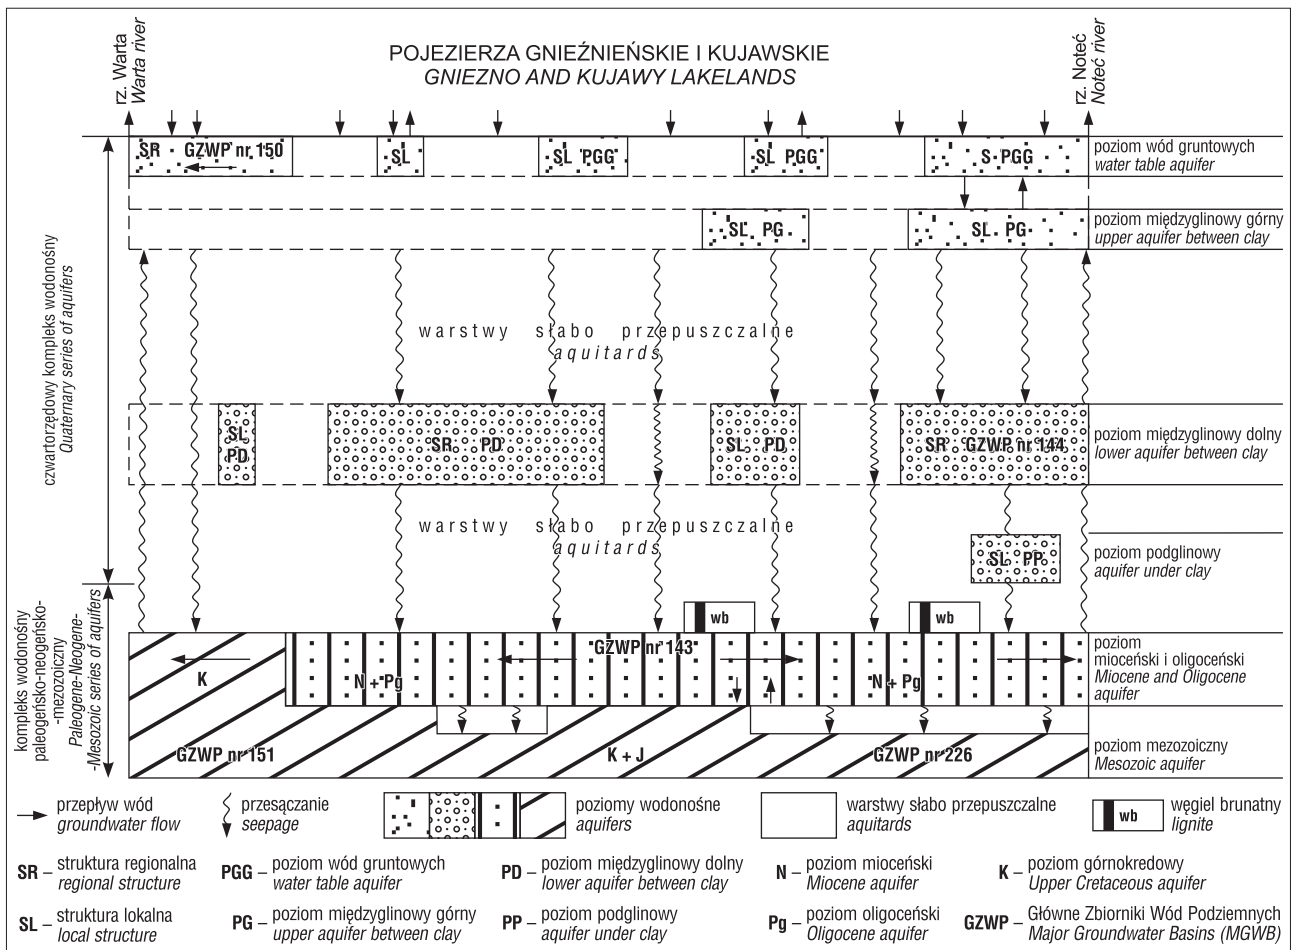 POJEZIERZA GNIEŹNIEŃSKIE I KUJAWSKIE
GNIEZNO AND KUJAWY LAKELANDS
rz. Warta
Warta river
rz. Noteć
Noteć river
SR GZWP nr 150
SL
SL PGG
SL PGG
S PGG
poziom wód gruntowych
water table aquifer
SL PG
SL PG
poziom międzyglinowy górny
upper aquifer between clay
czwartorzędowy kompleks wodonośny
Quaternary series of aquifers
warstwy słabo przepuszczalne
aquitards
SL
PD
SR PD
SL PD
SR GZWP nr 144
poziom międzyglinowy dolny
lower aquifer between clay
warstwy słabo przepuszczalne
aquitards
SL PP
poziom podglinowy
aquifer under clay
kompleks wodonośny
paleogeńsko-neogeńsko-
-mezozoiczny
Paleogene-Neogene-
-Mesozoic series of aquifers
wb
wb
K
N + Pg
GZWP nr 143
N + Pg
poziom
mioceński i oligoceński
Miocene and Oligocene
aquifer
GZWP nr 151
K + J
GZWP nr 226
poziom mezozoiczny
Mesozoic aquifer
przepływ wód
groundwater flow
przesączanie
seepage
poziomy wodonośne
aquifers
warstwy słabo przepuszczalne
aquitards
wb
węgiel brunatny
lignite
SR – struktura regionalna
regional structure
PGG – poziom wód gruntowych
water table aquifer
PD – poziom międzyglinowy dolny
lower aquifer between clay
N – poziom mioceński
Miocene aquifer
K – poziom górnokredowy
Upper Cretaceous aquifer
SL – struktura lokalna
local structure
PG – poziom międzyglinowy górny
upper aquifer between clay
PP – poziom podglinowy
aquifer under clay
Pg – poziom oligoceński
Oligocene aquifer
GZWP – Główne Zbiorniki Wód Podziemnych
Major Groundwater Basins (MGWB)